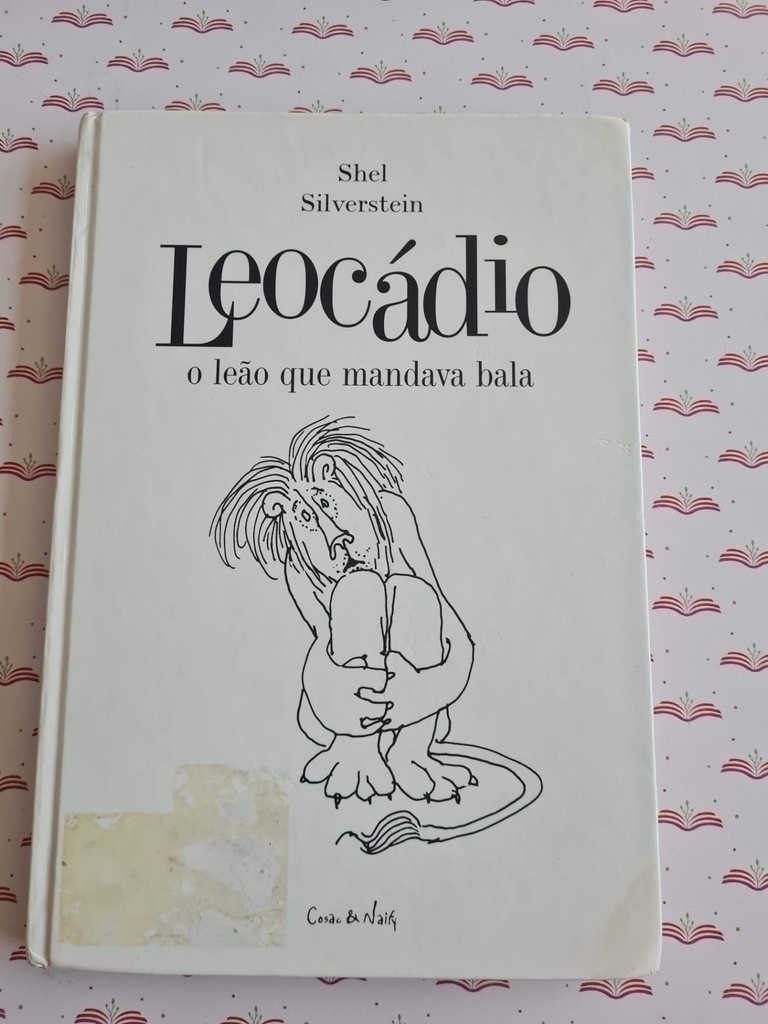 Shel
Silverstein
Leocádio
o leão que mandava bala
Cosac & Naify